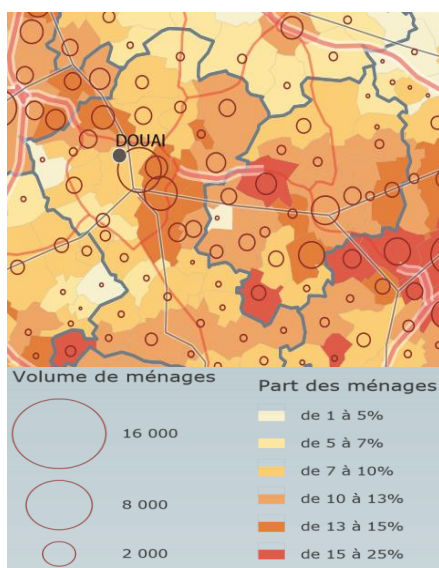 DOUAI
Volume de ménages
16 000
8 000
2 000
Part des ménages
de 1 à 5%
de 5 à 7%
de 7 à 10%
de 10 à 13%
de 13 à 15%
de 15 à 25%